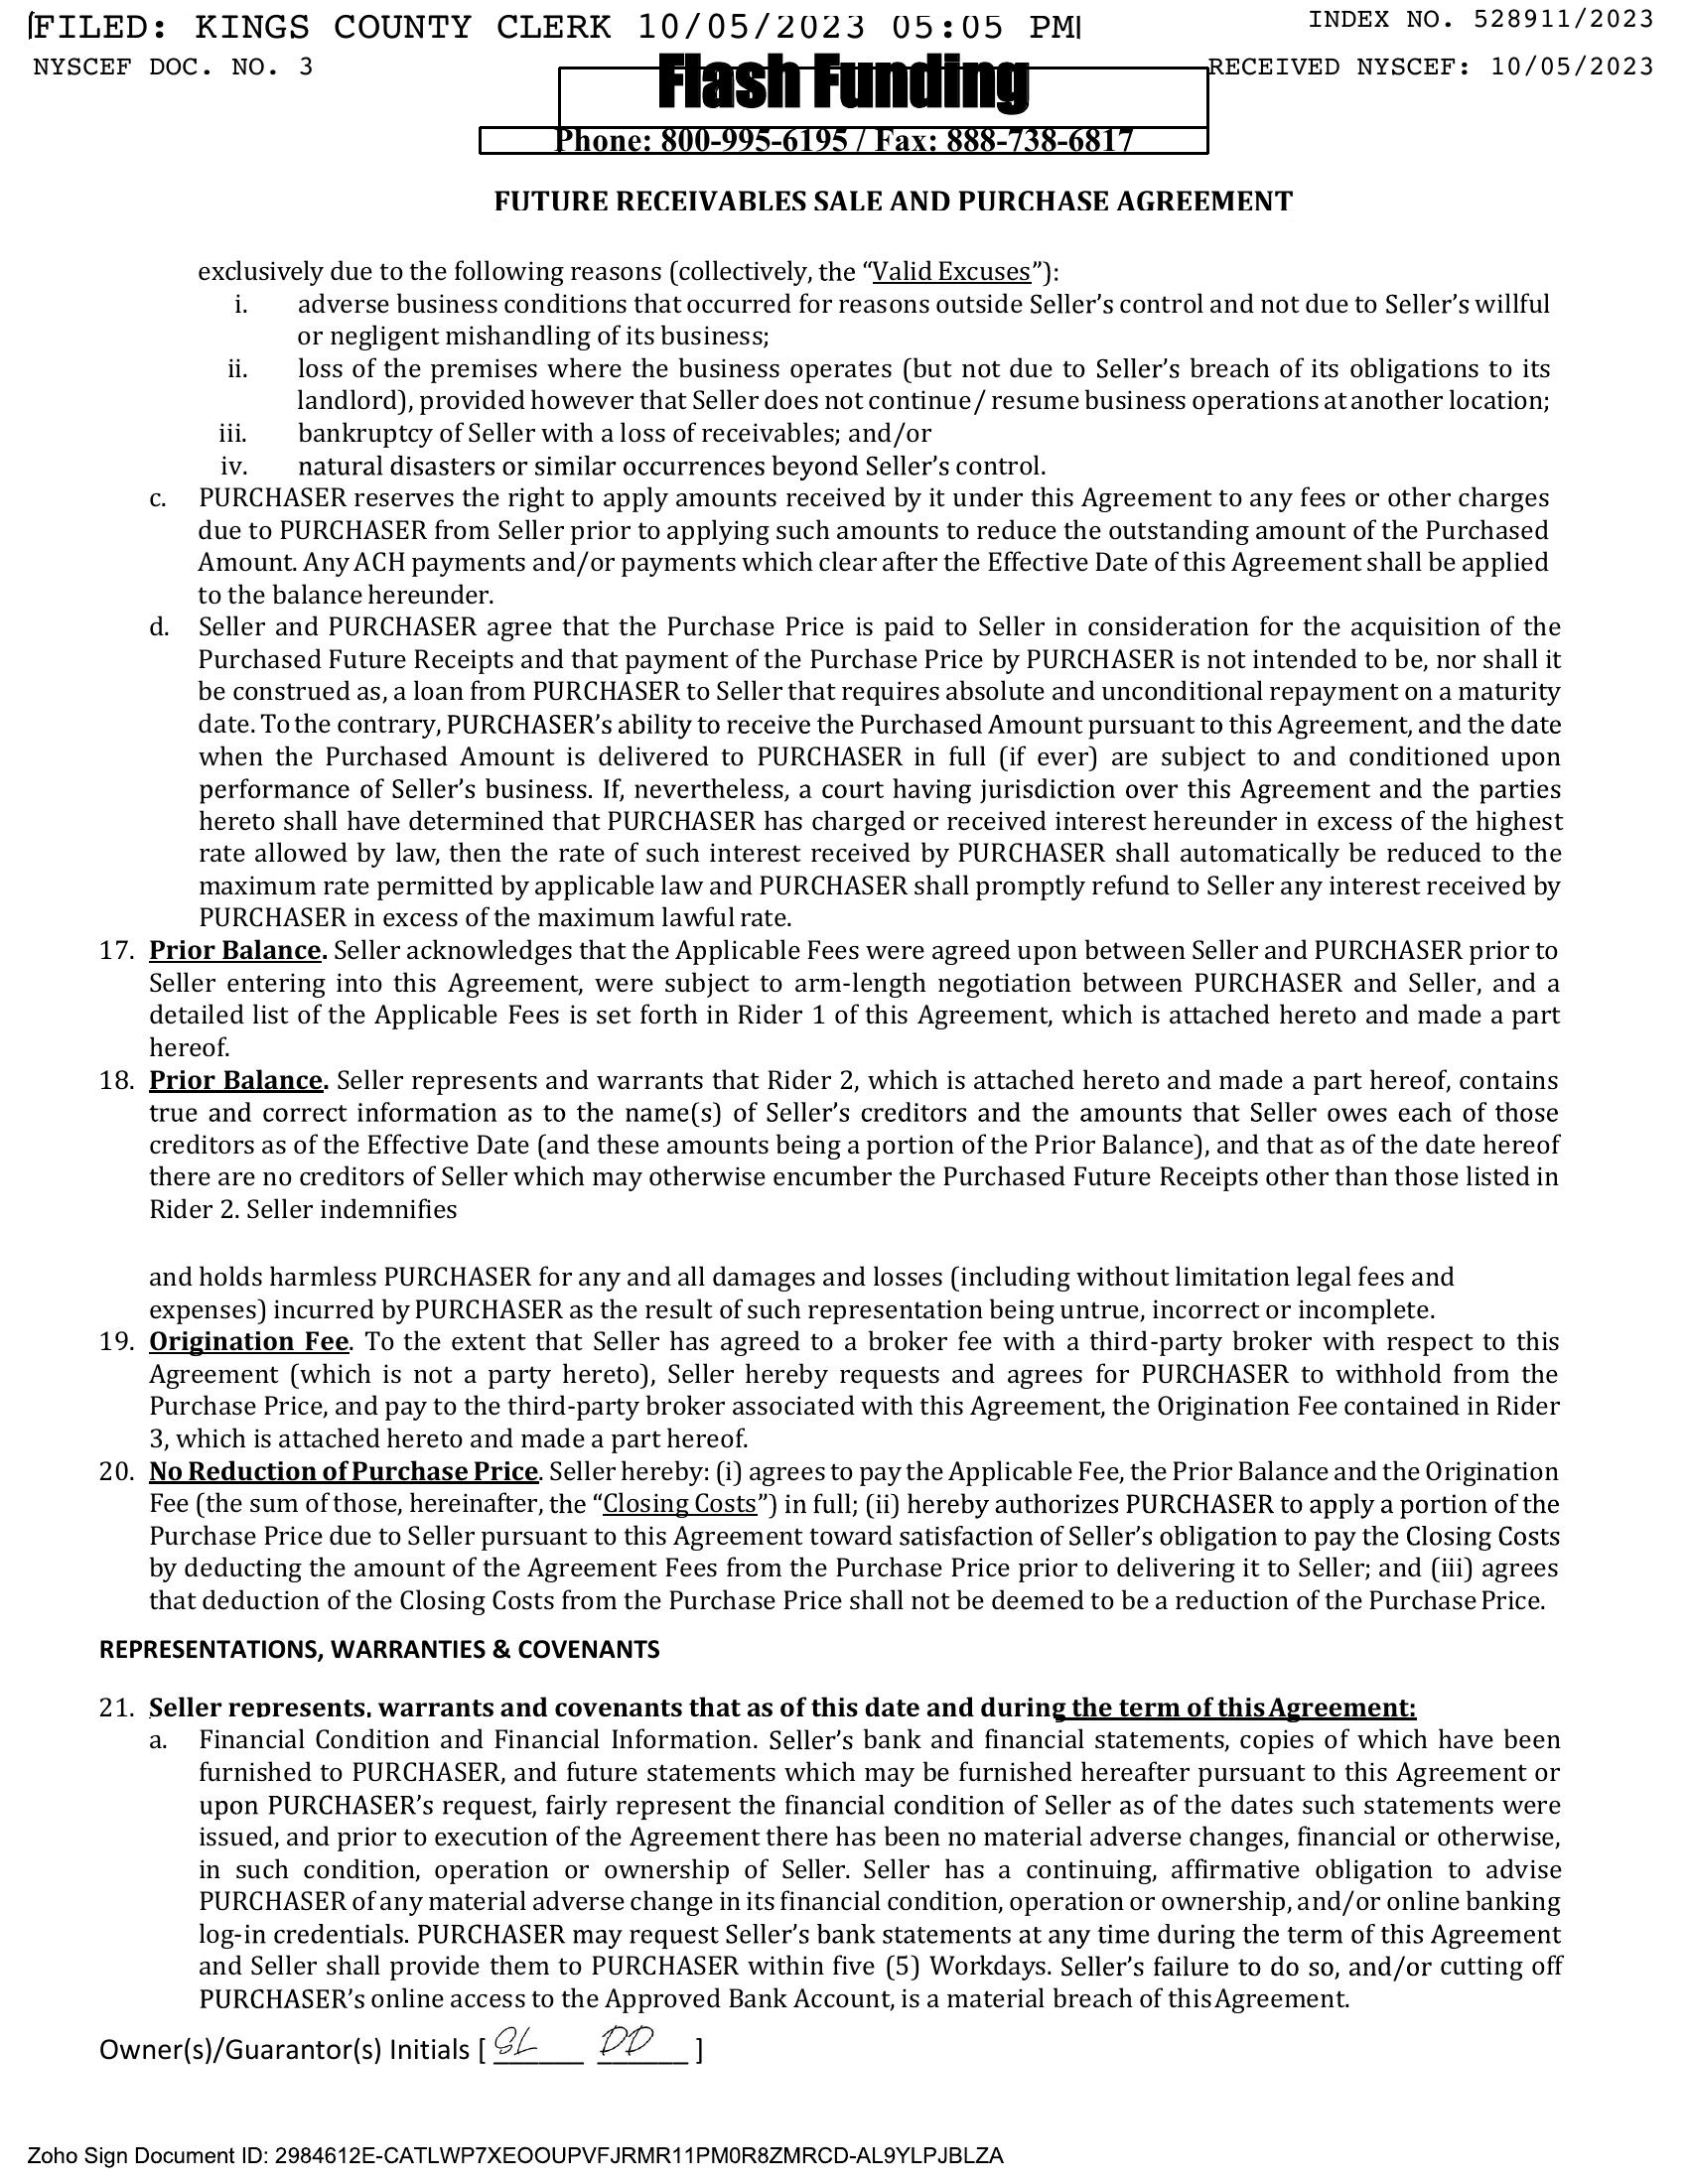 FILED: KINGS COUNTY CLERK 10/05/2023 05:05 PM
INDEX NO. 528911/2023
NYSCEF DOC. NO. 3
RECEIVED NYSCEF: 10/05/2023
Flash Funding
Phone: 800-995-6195 / Fax: 888-738-6817
FUTURE RECEIVABLES SALE AND PURCHASE AGREEMENT
exclusively due to the following reasons (collectively, the “Valid Excuses”):
i. adverse business conditions that occurred for reasons outside Seller’s control and not due to Seller’s willful
or negligent mishandling of its business;
ii. loss of the premises where the business operates (but not due to Seller’s breach of its obligations to its
landlord), provided however that Seller does not continue/ resume business operations at another location;
iii. bankruptcy of Seller with a loss of receivables; and/or
iv. natural disasters or similar occurrences beyond Seller’s control.
c. PURCHASER reserves the right to apply amounts received by it under this Agreement to any fees or other charges
due to PURCHASER from Seller prior to applying such amounts to reduce the outstanding amount of the Purchased
Amount. Any ACH payments and/or payments which clear after the Effective Date of this Agreement shall be applied
to the balance hereunder.
d. Seller and PURCHASER agree that the Purchase Price is paid to Seller in consideration for the acquisition of the
Purchased Future Receipts and that payment of the Purchase Price by PURCHASER is not intended to be, nor shall it
be construed as, a loan from PURCHASER to Seller that requires absolute and unconditional repayment on a maturity
date. To the contrary, PURCHASER’s ability to receive the Purchased Amount pursuant to this Agreement, and the date
when the Purchased Amount is delivered to PURCHASER in full (if ever) are subject to and conditioned upon
performance of Seller’s business. If, nevertheless, a court having jurisdiction over this Agreement and the parties
hereto shall have determined that PURCHASER has charged or received interest hereunder in excess of the highest
rate allowed by law, then the rate of such interest received by PURCHASER shall automatically be reduced to the
maximum rate permitted by applicable law and PURCHASER shall promptly refund to Seller any interest received by
PURCHASER in excess of the maximum lawful rate.
17. Prior Balance. Seller acknowledges that the Applicable Fees were agreed upon between Seller and PURCHASER prior to
Seller entering into this Agreement, were subject to arm-length negotiation between PURCHASER and Seller, and a
detailed list of the Applicable Fees is set forth in Rider 1 of this Agreement, which is attached hereto and made a part
hereof.
18. Prior Balance. Seller represents and warrants that Rider 2, which is attached hereto and made a part hereof, contains
true and correct information as to the name(s) of Seller’s creditors and the amounts that Seller owes each of those
creditors as of the Effective Date (and these amounts being a portion of the Prior Balance), and that as of the date hereof
there are no creditors of Seller which may otherwise encumber the Purchased Future Receipts other than those listed in
Rider 2. Seller indemnifies
and holds harmless PURCHASER for any and all damages and losses (including without limitation legal fees and
expenses) incurred by PURCHASER as the result of such representation being untrue, incorrect or incomplete.
19. Origination Fee. To the extent that Seller has agreed to a broker fee with a third-party broker with respect to this
Agreement (which is not a party hereto), Seller hereby requests and agrees for PURCHASER to withhold from the
Purchase Price, and pay to the third-party broker associated with this Agreement, the Origination Fee contained in Rider
3, which is attached hereto and made a part hereof.
20. No Reduction of Purchase Price. Seller hereby: (i) agrees to pay the Applicable Fee, the Prior Balance and the Origination
Fee (the sum of those, hereinafter, the “Closing Costs”) in full; (ii) hereby authorizes PURCHASER to apply a portion of the
Purchase Price due to Seller pursuant to this Agreement toward satisfaction of Seller’s obligation to pay the Closing Costs
by deducting the amount of the Agreement Fees from the Purchase Price prior to delivering it to Seller; and (iii) agrees
that deduction of the Closing Costs from the Purchase Price shall not be deemed to be a reduction of the Purchase Price.
REPRESENTATIONS, WARRANTIES & COVENANTS
21. Seller represents, warrants and covenants that as of this date and during the term of this Agreement:
a. Financial Condition and Financial Information. Seller’s bank and financial statements, copies of which have been
furnished to PURCHASER, and future statements which may be furnished hereafter pursuant to this Agreement or
upon PURCHASER’s request, fairly represent the financial condition of Seller as of the dates such statements were
issued, and prior to execution of the Agreement there has been no material adverse changes, financial or otherwise,
in such condition, operation or ownership of Seller. Seller has a continuing, affirmative obligation to advise
PURCHASER of any material adverse change in its financial condition, operation or ownership, and/or online banking
log-in credentials. PURCHASER may request Seller’s bank statements at any time during the term of this Agreement
and Seller shall provide them to PURCHASER within five (5) Workdays. Seller’s failure to do so, and/or cutting off
PURCHASER’s online access to the Approved Bank Account, is a material breach of this Agreement.
Owner(s)/Guarantor(s) Initials [ SL DD ]
Zoho Sign Document ID: 2984612E-CATLWP7XEOOUPVFJRMR11PM0R8ZMRCD-AL9YLPJBLZA